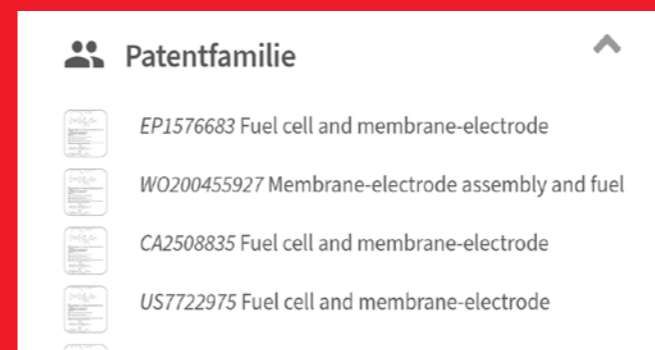 Patentfamilie
EP1576683 Fuel cell and membrane-electrode
WO200455927 Membrane-electrode assembly and fuel
CA2508835 Fuel cell and membrane-electrode
US7722975 Fuel cell and membrane-electrode